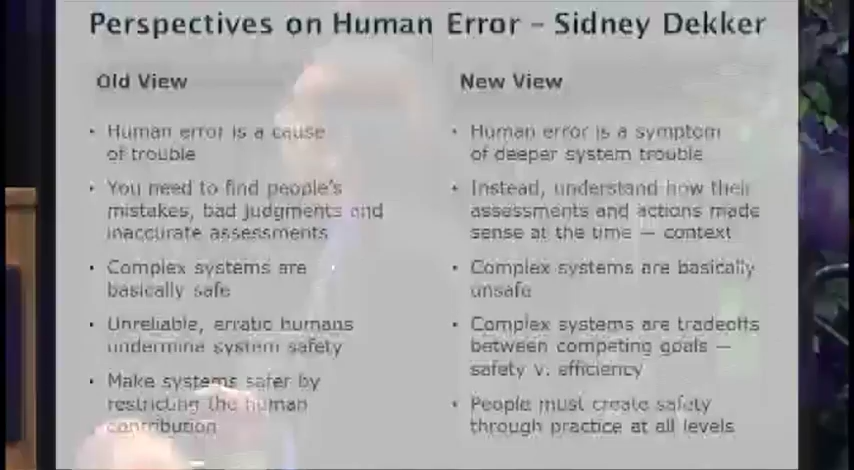 Perspectives on Human Error – Sidney Dekker
Old View
• Human error is a cause
of trouble
• You need to find people's
mistakes, bad judgments and
inaccurate assessments
• Complex systems are
basically safe
• Unreliable, erratic humans
undermine system safety
• Make systems safer by
restricting the human
contribution
New View
• Human error is a symptom
of deeper system trouble
• Instead, understand how their
assessments and actions made
sense at the time — context
• Complex systems are basically
unsafe
• Complex systems are tradeoffs
between competing goals —
safety v. efficiency
• People must create safety
through practice at all levels